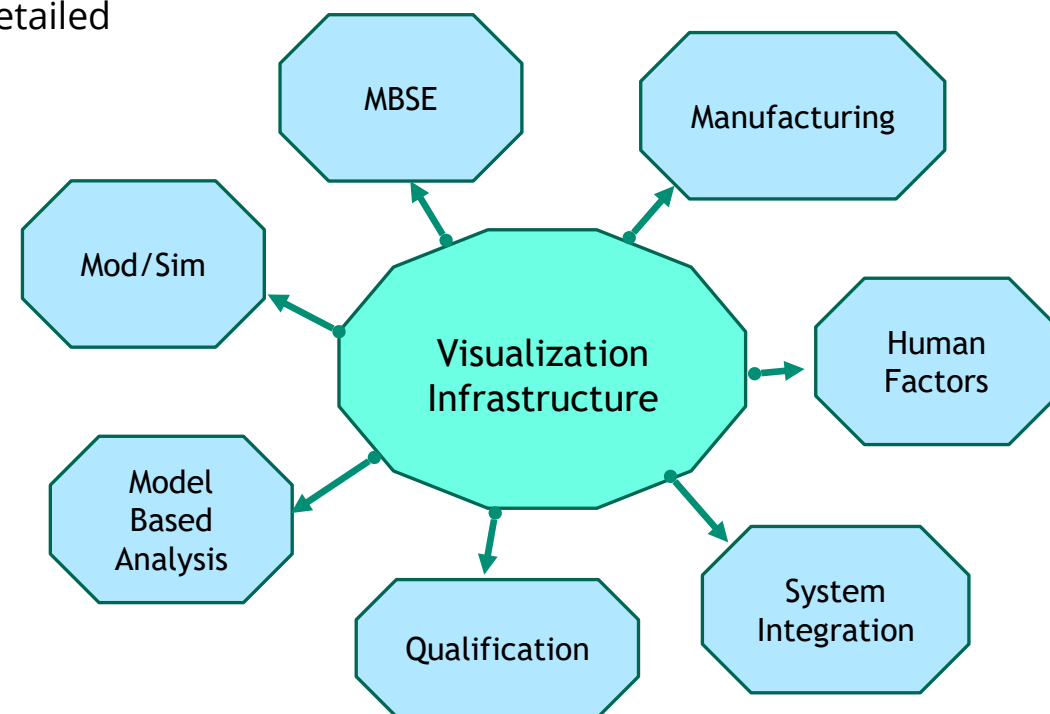 etailed
MBSE
Manufacturing
Mod/Sim
Visualization
Infrastructure
Human
Factors
Model
Based
Analysis
System
Integration
Qualification